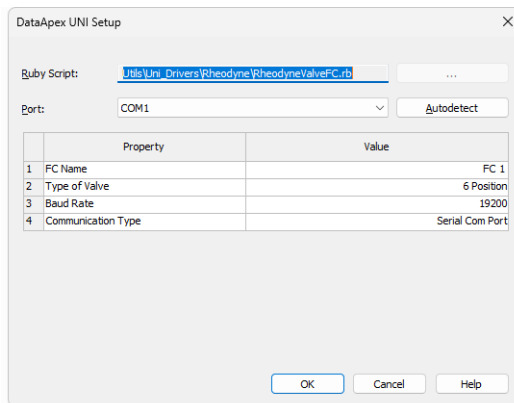 DataApex UNI Setup
Ruby Script: Utils\Uni_Drivers\Rheodyne\RheodyneValveFC.rb ...
Port: COM1 Autodetect
Property Value
1 FC Name FC 1
2 Type of Valve 6 Position
3 Baud Rate 19200
4 Communication Type Serial Com Port
OK Cancel Help